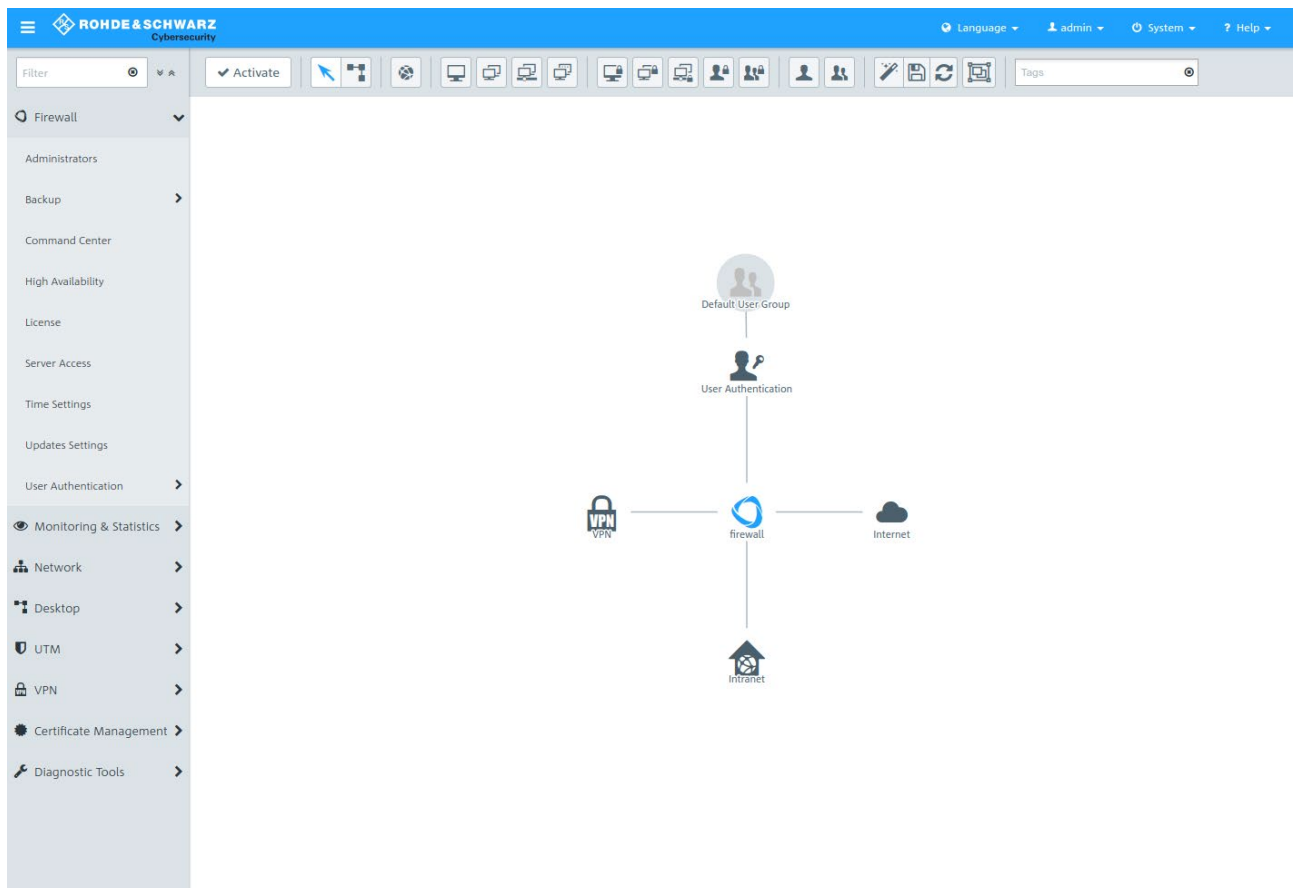 ROHDE & SCHWARZ
Cybersecurity
Language
admin
System
? Help
Filter
Activate
Tags
Firewall
Administrators
Backup
Command Center
High Availability
License
Server Access
Time Settings
Updates Settings
User Authentication
Monitoring & Statistics
Network
Desktop
UTM
VPN
Certificate Management
Diagnostic Tools
Default User Group
User Authentication
VPN
VPN
firewall
Internet
Intranet